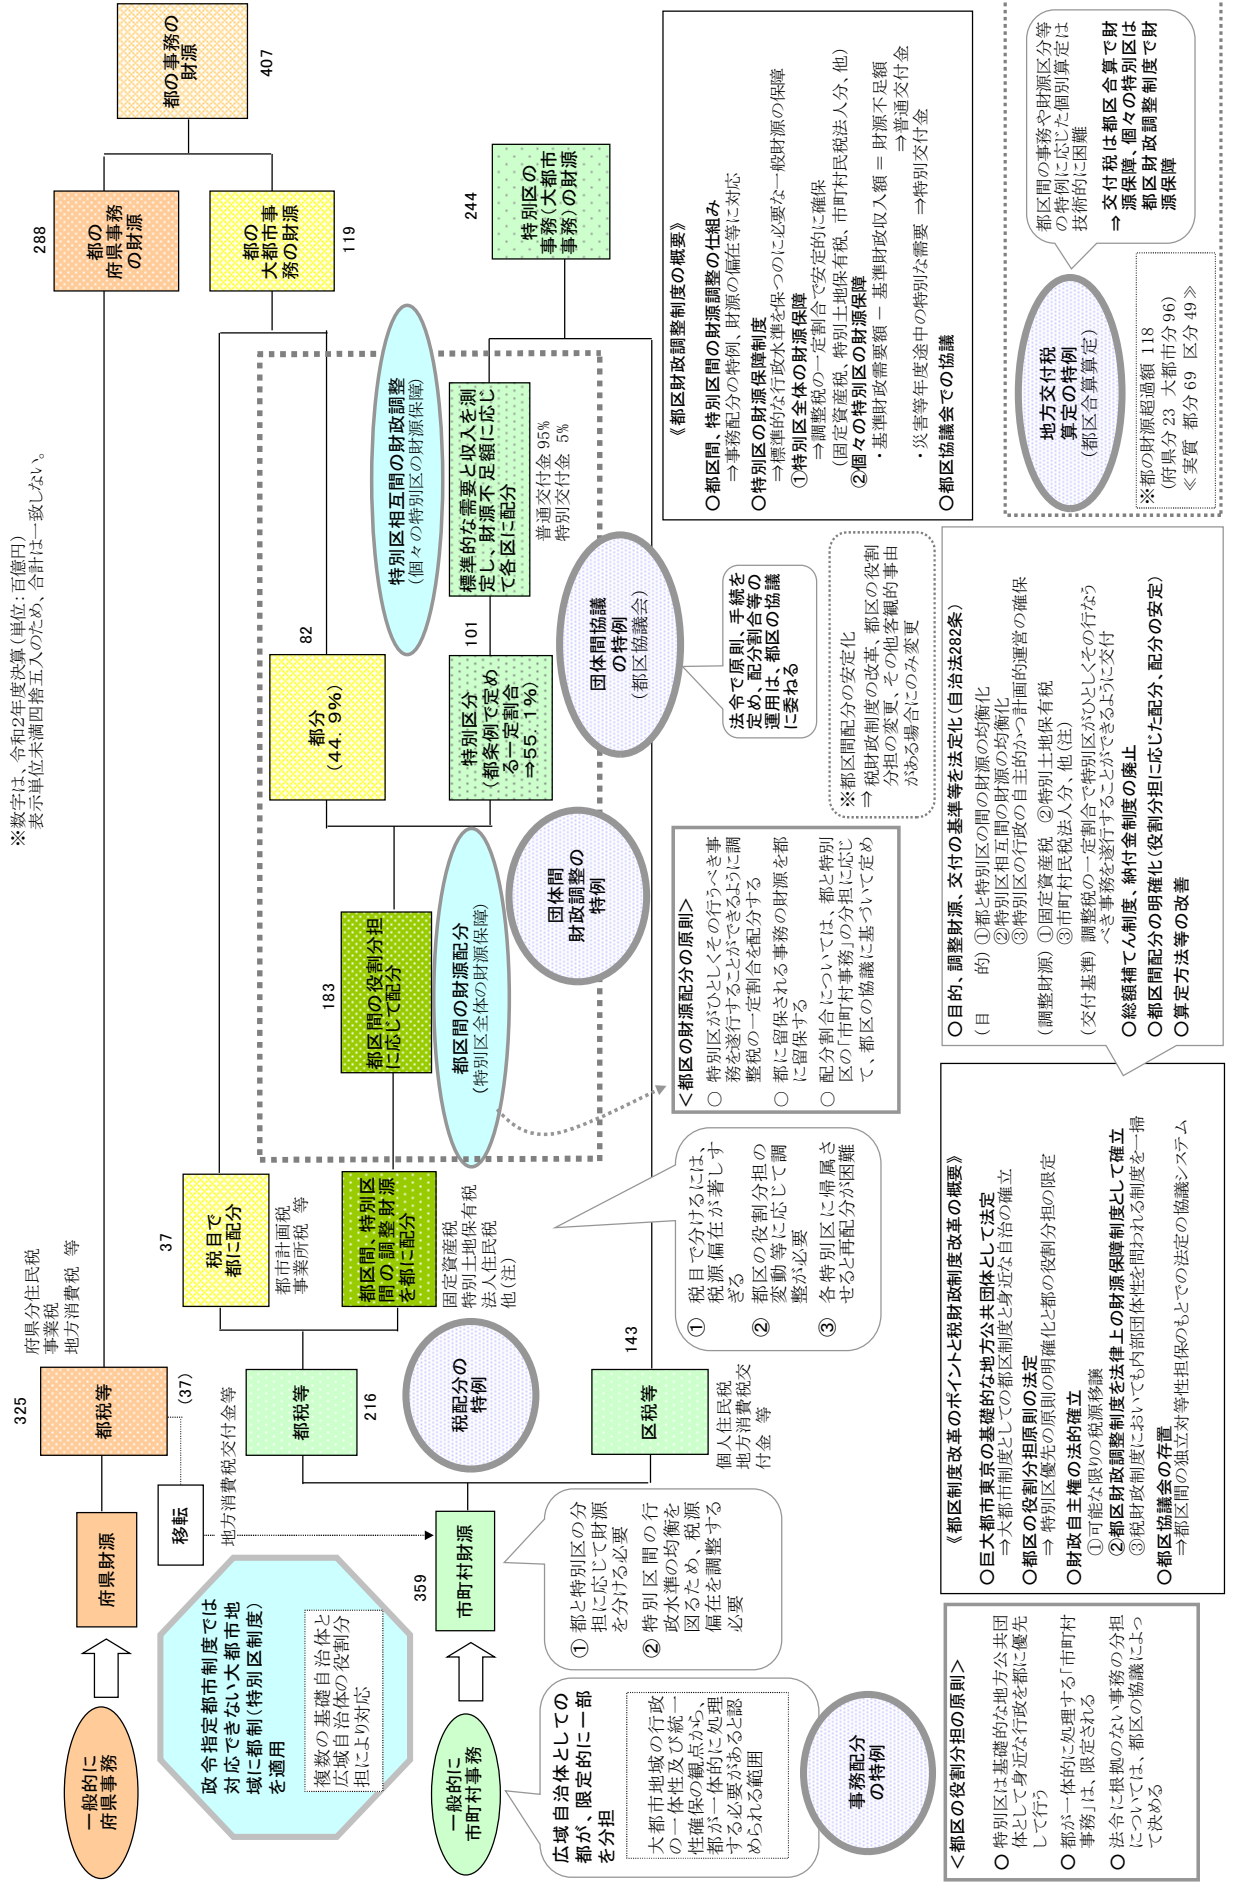 ※数字は、令和2年度決算(単位:百億円)
表示単位未満四捨五入のため、合計は一致しない。
一般的に
府県事務
府県財源
325
都税等
府県分住民税
事業税
地方消費税 等
(37)
288
都の
府県事務
の財源
都の事務の
財源
407
政令指定都市制度では
対応できない大都市地
域に都制(特別区制度)
を適用
複数の基礎自治体と
広域自治体の役割分
担により対応
移転
地方消費税交付金等
都税等
216
37
税目で
都に配分
都市計画税
事業所税 等
都の
大都市事
務の財源
119
都区間、特別区
間の調整財源
を都に配分
固定資産税
特別土地保有税
法人住民税
他(注)
183
都区間の役割分担
に応じて配分
都区間の財源配分
(特別区全体の財源保障)
82
都分
(44.9%)
特別区分
(都条例で定め
る一定割合
⇒55.1%)
101
特別区相互間の財政調整
(個々の特別区の財源保障)
標準的な需要と収入を測
定し、財源不足額に応じ
て各区に配分
普通交付金 95%
特別交付金 5%
244
特別区の
事務(大都市
事務)の財源
一般的に
市町村事務
359
市町村財源
税配分の
特例
団体間
財政調整の
特例
団体間協議
の特例
(都区協議会)
143
区税等
個人住民税
地方消費税交
付金 等
広域自治体としての
都が、限定的に一部
を分担
大都市地域の行政
の一体性及び統一
性確保の観点から、
都が一体的に処理
する必要があると認
められる範囲
事務配分
の特例
① 都と特別区の分
担に応じて財源
を分ける必要
② 特別区間の行
政水準の均衡を
図るため、税源
偏在を調整する
必要
① 税目で分けるには、
税源偏在が著しす
ぎる
② 都区の役割分担の
変動等に応じて調
整が必要
③ 各特別区に帰属さ
せると再配分が困難
<都区の財源配分の原則>
○ 特別区がひとしくその行うべき事
務を遂行することができるように調
整税の一定割合を配分する
○ 都に留保される事務の財源を都
に留保する
○ 配分割合については、都と特別
区の「市町村事務」の分担に応じ
て、都区の協議に基づいて定め
法令で原則、手続を
定め、配分割合等の
運用は、都区の協議
に委ねる
※都区間配分の安定化
⇒ 税財政制度の改革、都区の役割
分担の変更、その他客観的事由
がある場合にのみ変更
《都区財政調整制度の概要》
○都区間、特別区間の財源調整の仕組み
⇒事務配分の特例、財源の偏在等に対応
○特別区の財源保障制度
⇒標準的な行政水準を保つのに必要な一般財源の保障
①特別区全体の財源保障
⇒調整税の一定割合で安定的に確保
(固定資産税、特別土地保有税、市町村民税法人分、他)
②個々の特別区の財源保障
・基準財政需要額 - 基準財政収入額 = 財源不足額
⇒普通交付金
・災害等年度途中の特別な需要 ⇒特別交付金
○都区協議会での協議
<都区の役割分担の原則>
○ 特別区は基礎的な地方公共団
体として身近な行政を都に優先
して行う
○ 都が一体的に処理する「市町村
事務」は、限定される
○ 法令に根拠のない事務の分担
については、都区の協議によっ
て決める
《都区制度改革のポイントと税財政制度改革の概要》
○巨大都市東京の基礎的な地方公共団体として法定
⇒大都市制度としての都区制度と身近な自治の確立
○都区の役割分担原則の法定
⇒ 特別区優先の原則の明確化と都の役割分担の限定
○財政自主権の法的確立
①可能な限りの税源移譲
②都区財政調整制度を法律上の財源保障制度として確立
③税財政制度においても内部団体性を問われる制度を一掃
○都区協議会の存置
⇒都区間の独立対等性担保のもとでの法定の協議システム
○目的、調整財源、交付の基準等を法定化(自治法282条)
(目 的)①都と特別区の間の財源の均衡化
②特別区相互間の財源の均衡化
③特別区の行政の自主的かつ計画的運営の確保
(調整財源)①固定資産税 ②特別土地保有税
③市町村民税法人分、他(注)
(交付基準)調整税の一定割合で特別区がひとしくその行なう
べき事務を遂行することができるように交付
○総額補てん制度、納付金制度の廃止
○都区間配分の明確化(役割分担に応じた配分、配分の安定)
○算定方法等の改善
地方交付税
算定の特例
(都区合算算定)
都区間の事務や財源区分等
の特例に応じた個別算定は
技術的に困難
⇒ 交付税は都区合算で財
源保障、個々の特別区は
都区財政調整制度で財
源保障
※都の財源超過額 118
(府県分 23 大都市分 96)
≪実質 都分 69 区分 49≫